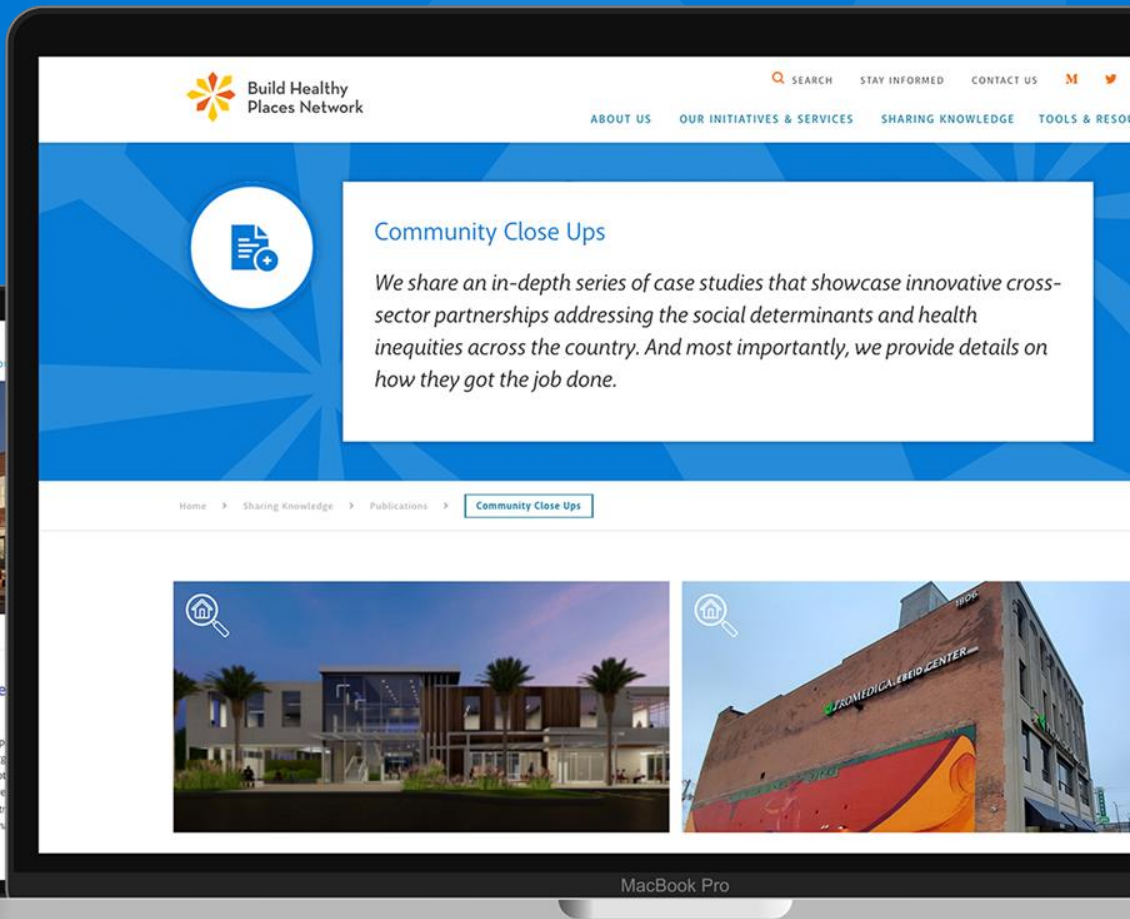 Build Healthy
Places Network
SEARCH STAY INFORMED CONTACT US M
ABOUT US OUR INITIATIVES & SERVICES SHARING KNOWLEDGE TOOLS & RESOU
Community Close Ups
We share an in-depth series of case studies that showcase innovative cross-
sector partnerships addressing the social determinants and health
inequities across the country. And most importantly, we provide details on
how they got the job done.
Home > Sharing Knowledge > Publications > Community Close Ups
1806
PROMEDICA EBEID CENTER
MacBook Pro